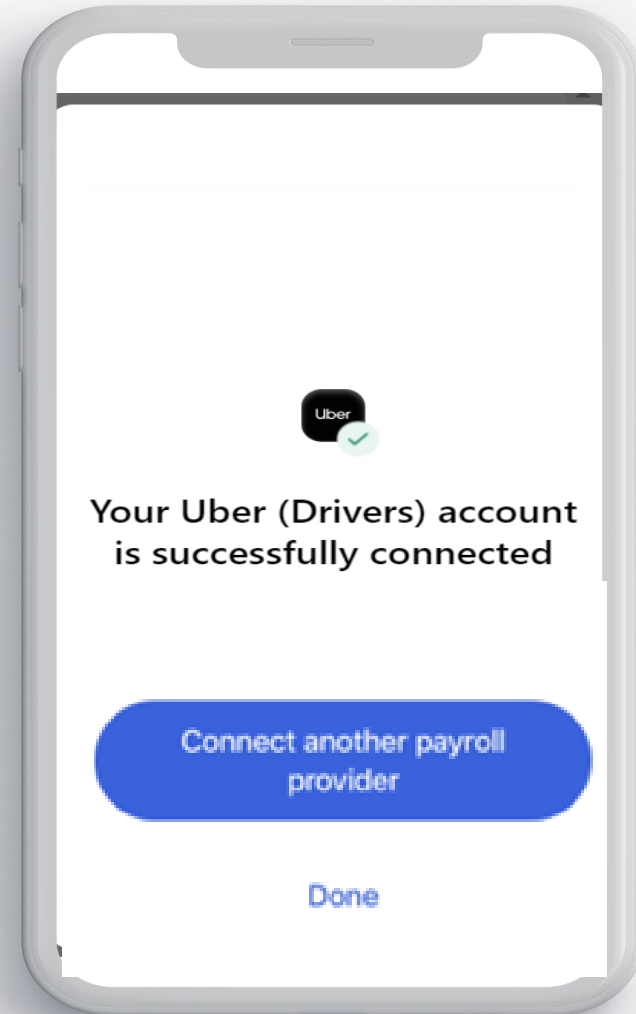 Uber
Your Uber (Drivers) account
is successfully connected
Connect another payroll
provider
Done